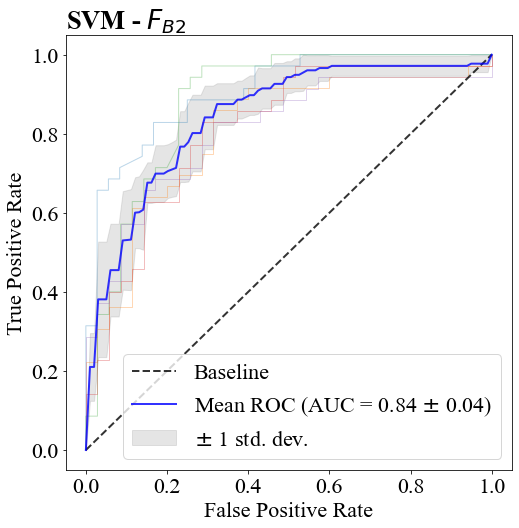 SVM - F_{B2}
1.0
0.8
0.6
0.4
0.2
0.0
True Positive Rate
Baseline
Mean ROC (AUC = 0.84 ± 0.04)
± 1 std. dev.
0.0 0.2 0.4 0.6 0.8 1.0
False Positive Rate